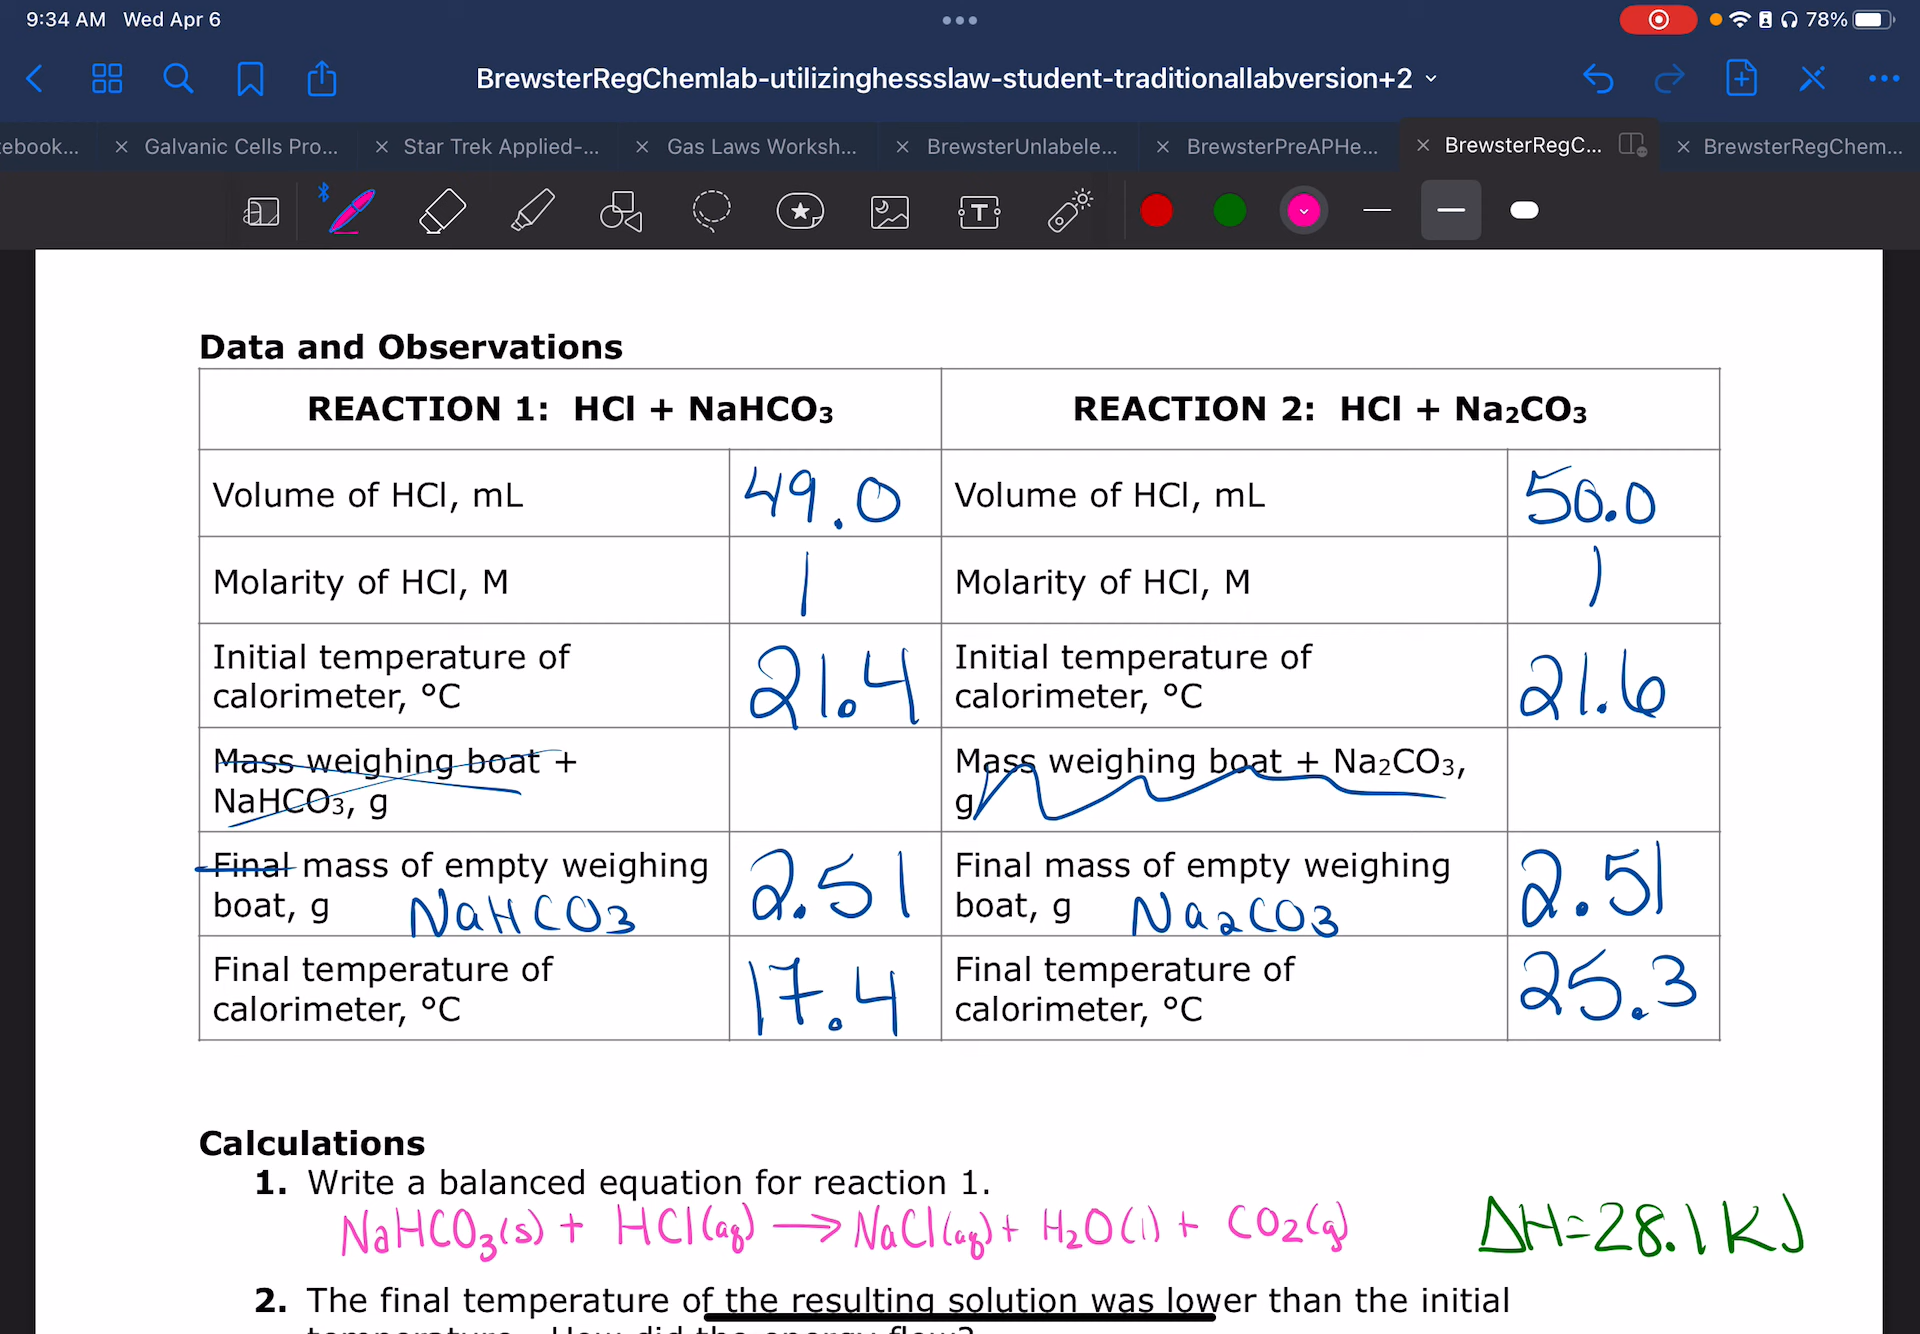 9:34 AM Wed Apr 6
78%
BrewsterRegChemlab-utilizinghessslaw-student-traditionallabversion+2
ebook...
Galvanic Cells Pro...
Star Trek Applied-...
Gas Laws Worksh...
BrewsterUnlabele...
BrewsterPreAPHe...
BrewsterRegC...
BrewsterRegChem...
Data and Observations
REACTION 1: HCl + NaHCO₃
REACTION 2: HCl + Na₂CO₃
Volume of HCl, mL
49.0
Volume of HCl, mL
50.0
Molarity of HCl, M
1
Molarity of HCl, M
1
Initial temperature of
calorimeter, °C
21.4
Initial temperature of
calorimeter, °C
21.6
Mass weighing boat +
NaHCO₃, g
Mass weighing boat + Na₂CO₃,
g
Final mass of empty weighing
boat, g NaHCO3
2.51
Final mass of empty weighing
boat, g Na₂CO3
2.51
Final temperature of
calorimeter, °C
17.4
Final temperature of
calorimeter, °C
25.3
Calculations
1. Write a balanced equation for reaction 1.
NaHCO₃(s) + HCl(aq) → NaCl(aq) + H₂O(l) + CO₂(g) ΔH=28.1KJ
2. The final temperature of the resulting solution was lower than the initial
temperature. How did the energy flow?